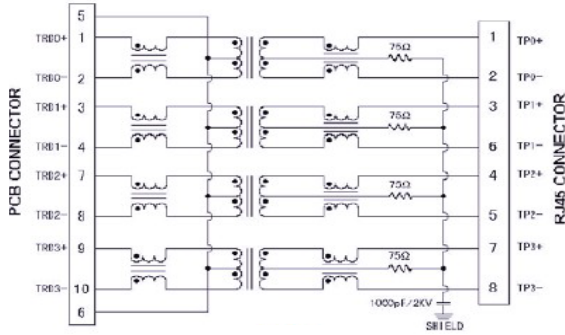 5
TRD0+ 1
75Ω
1 TP0+
TRD0- 2
2 TP0-
TRD1+ 3
75Ω
3 TP1+
TRD1- 4
6 TP1-
TRD2+ 7
75Ω
4 TP2+
TRD2- 8
5 TP2-
TRD3+ 9
75Ω
7 TP3+
TRD3- 10
8 TP3-
6
1000pF/2KV
SHIELD
PCB CONNECTOR
RJ45 CONNECTOR